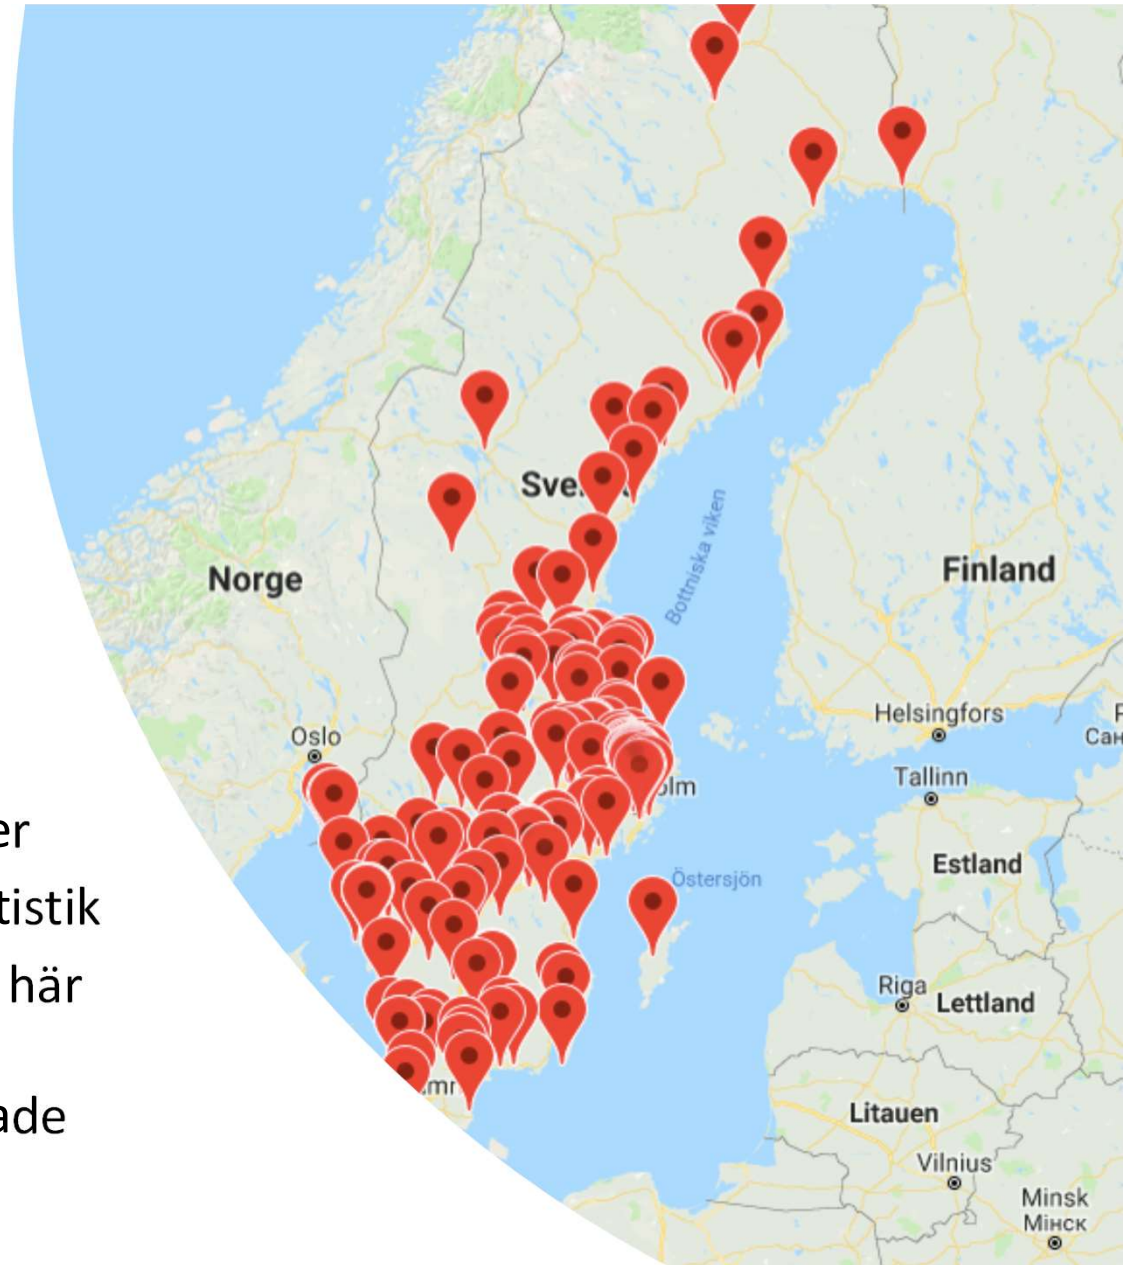 er
tistik
här
ade
Sve
Norge
Bottniska viken
Finland
Helsingfors
Oslo
Tallinn
olm
Estland
Östersjön
Riga
Lettland
Litauen
Vilnius
Minsk
Мінск